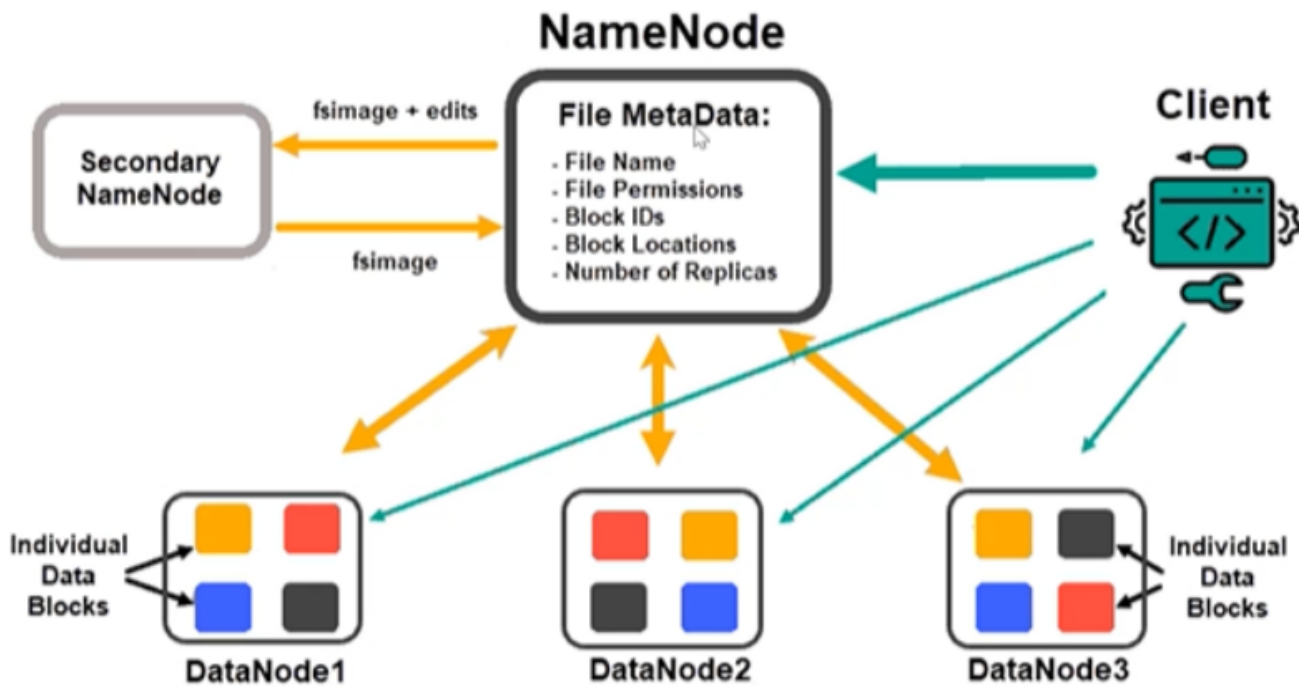 NameNode
fsimage + edits
File MetaData:
Client
Secondary
NameNode
- File Name
- File Permissions
- Block IDs
- Block Locations
- Number of Replicas
</>
fsimage
Individual
Data
Blocks
Individual
Data
Blocks
DataNode1
DataNode2
DataNode3